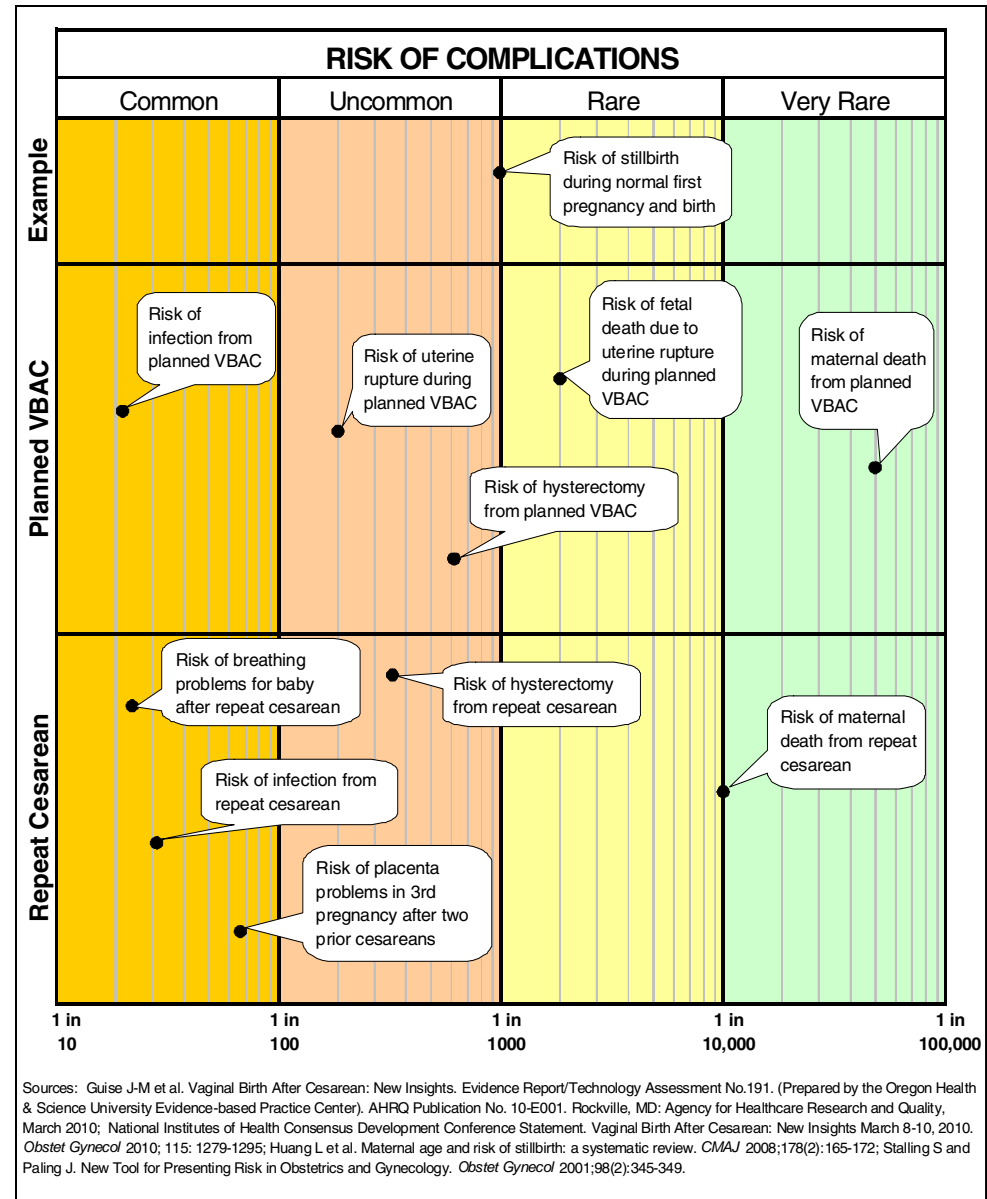 RISK OF COMPLICATIONS
Common
Uncommon
Rare
Very Rare
Example
Risk of stillbirth
during normal first
pregnancy and birth
Planned VBAC
Risk of
infection from
planned VBAC
Risk of uterine
rupture during
planned VBAC
Risk of fetal
death due to
uterine rupture
during planned
VBAC
Risk of
maternal death
from planned
VBAC
Risk of hysterectomy
from planned VBAC
Repeat Cesarean
Risk of breathing
problems for baby
after repeat cesarean
Risk of hysterectomy
from repeat cesarean
Risk of maternal
death from repeat
cesarean
Risk of infection from
repeat cesarean
Risk of placenta
problems in 3rd
pregnancy after two
prior cesareans
1 in
10
1 in
100
1 in
1000
1 in
10,000
1 in
100,000
Sources: Guise J-M et al. Vaginal Birth After Cesarean: New Insights. Evidence Report/Technology Assessment No.191. (Prepared by the Oregon Health
& Science University Evidence-based Practice Center). AHRQ Publication No. 10-E001. Rockville, MD: Agency for Healthcare Research and Quality,
March 2010; National Institutes of Health Consensus Development Conference Statement. Vaginal Birth After Cesarean: New Insights March 8-10, 2010.
Obstet Gynecol 2010; 115: 1279-1295; Huang L et al. Maternal age and risk of stillbirth: a systematic review. CMAJ 2008;178(2):165-172; Stalling S and
Paling J. New Tool for Presenting Risk in Obstetrics and Gynecology. Obstet Gynecol 2001;98(2):345-349.